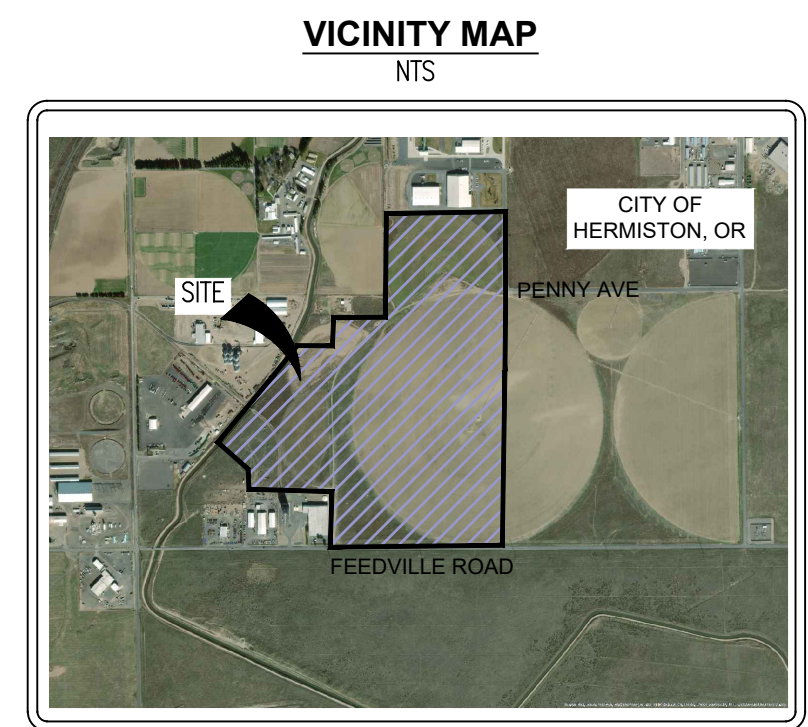 VICINITY MAP
NTS
CITY OF
HERMISTON, OR
SITE
PENNY AVE
FEEDVILLE ROAD